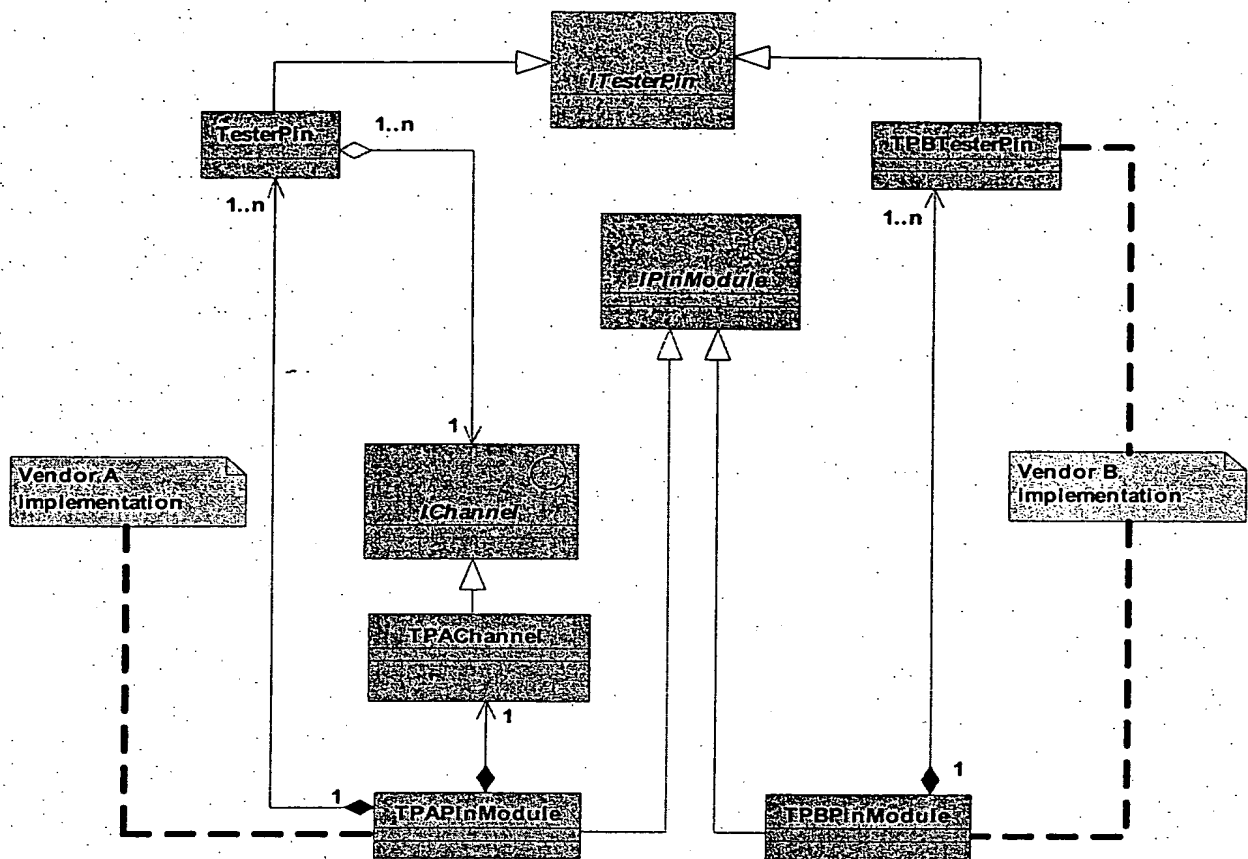 ITesterPin
TesterPin
1..n
TPBTesterPin
1..n
1..n
IPinModule
1
Vendor A
Implementation
IChannel
Vendor B
Implementation
TPAChannel
1
1
TPAPinModule
1
TPBPinModule